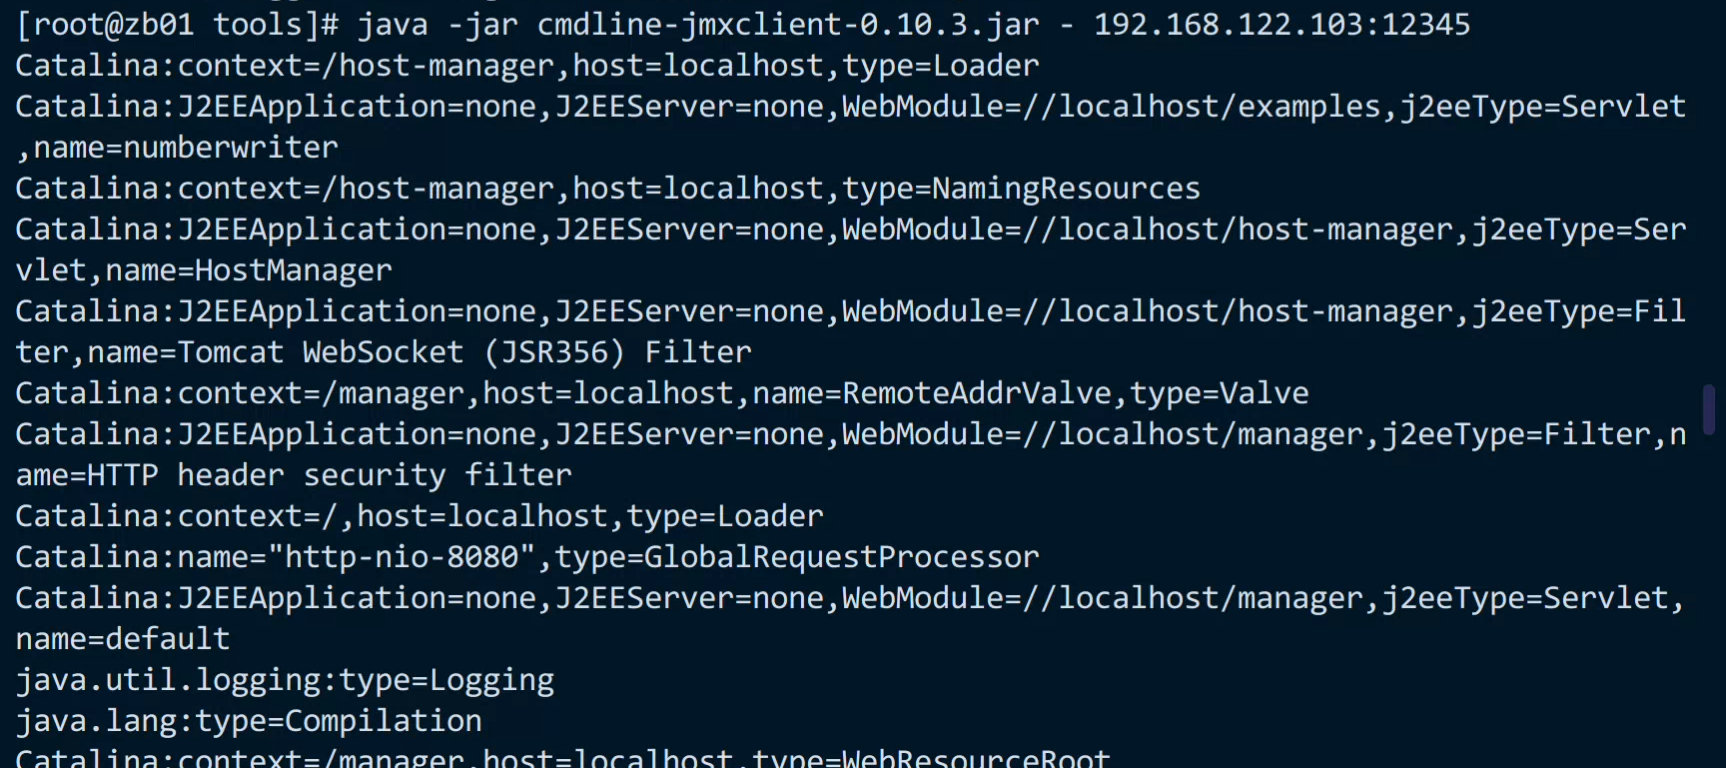 [root@zb01 tools]# java -jar cmdline-jmxclient-0.10.3.jar - 192.168.122.103:12345
Catalina:context=/host-manager,host=localhost,type=Loader
Catalina:J2EEApplication=none,J2EEServer=none,WebModule=//localhost/examples,j2eeType=Servlet
,name=numberwriter
Catalina:context=/host-manager,host=localhost,type=NamingResources
Catalina:J2EEApplication=none,J2EEServer=none,WebModule=//localhost/host-manager,j2eeType=Ser
vlet,name=HostManager
Catalina:J2EEApplication=none,J2EEServer=none,WebModule=//localhost/host-manager,j2eeType=Fil
ter,name=Tomcat WebSocket (JSR356) Filter
Catalina:context=/manager,host=localhost,name=RemoteAddrValve,type=Valve
Catalina:J2EEApplication=none,J2EEServer=none,WebModule=//localhost/manager,j2eeType=Filter,n
ame=HTTP header security filter
Catalina:context=/,host=localhost,type=Loader
Catalina:name="http-nio-8080",type=GlobalRequestProcessor
Catalina:J2EEApplication=none,J2EEServer=none,WebModule=//localhost/manager,j2eeType=Servlet,
name=default
java.util.logging:type=Logging
java.lang:type=Compilation
Catalina:context=/manager,host=localhost,type=WebResourceRoot